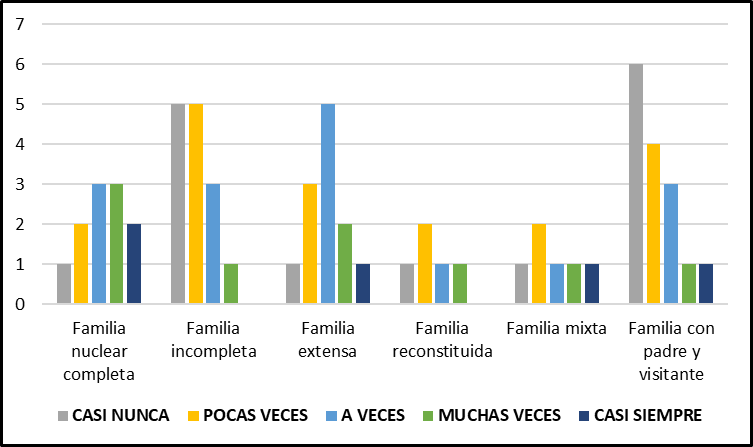 7
6
5
4
3
2
1
0
Familia nuclear completa
Familia incompleta
Familia extensa
Familia reconstituida
Familia mixta
Familia con padre y visitante
CASI NUNCA POCAS VECES A VECES MUCHAS VECES CASI SIEMPRE